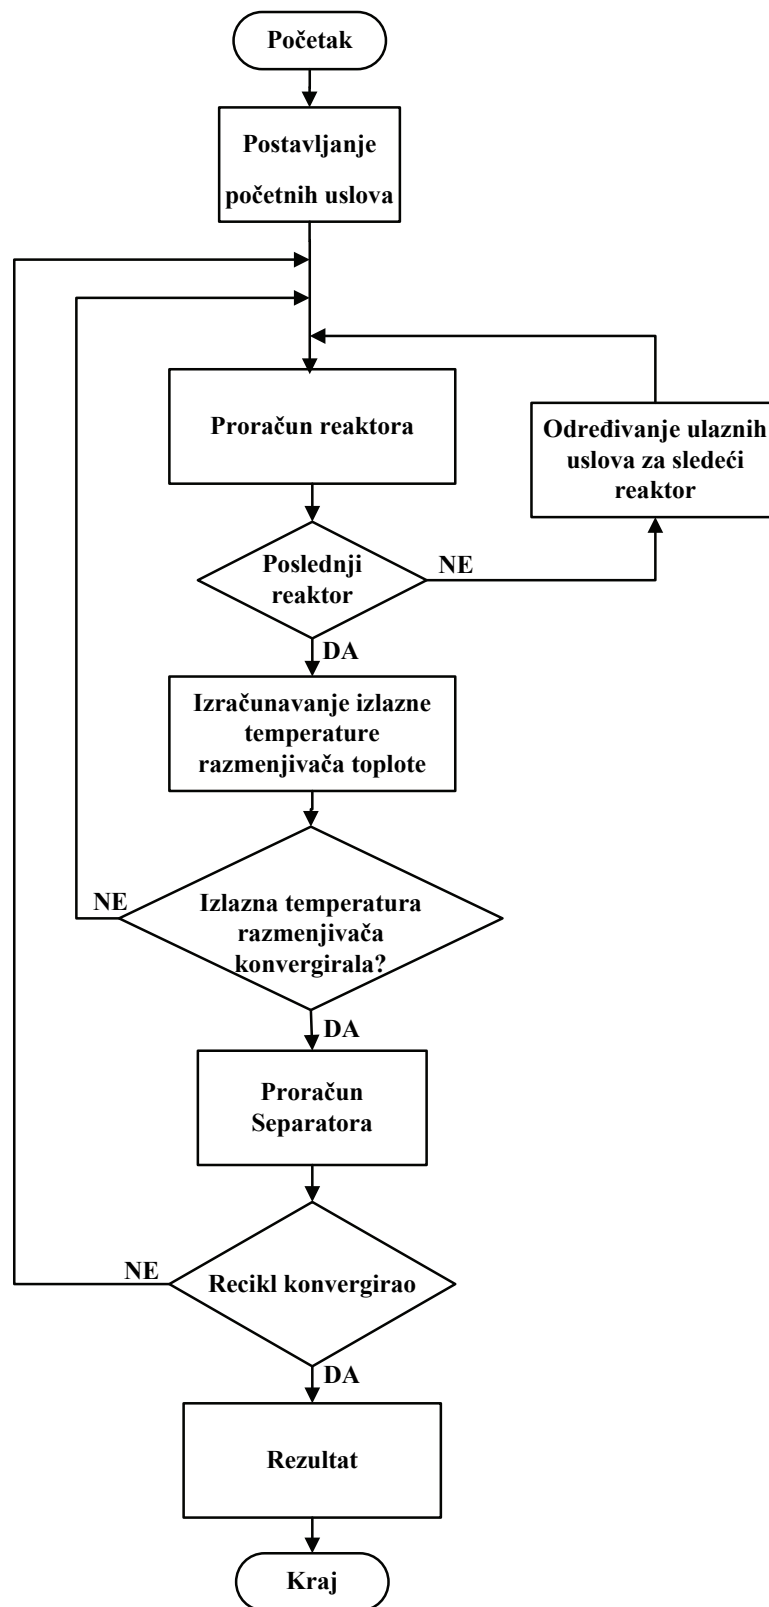 Početak
Postavljanje
početnih uslova
Proračun reaktora
Određivanje ulaznih
uslova za sledeći
reaktor
Poslednji
reaktor
NE
DA
Izračunavanje izlazne
temperature
razmenjivača toplote
NE
Izlazna temperatura
razmenjivača
konvergirala?
DA
Proračun
Separatora
NE
Recikl konvergirao
DA
Rezultat
Kraj